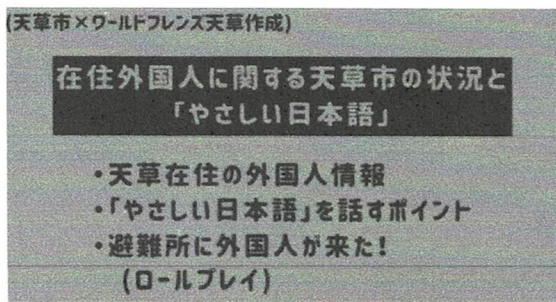 (天草市×ワールドフレンズ天草作成)
在住外国人に関する天草市の状況と
「やさしい日本語」
・天草在住の外国人情報
・「やさしい日本語」を話すポイント
・避難所に外国人が来た！
(ロールプレイ)